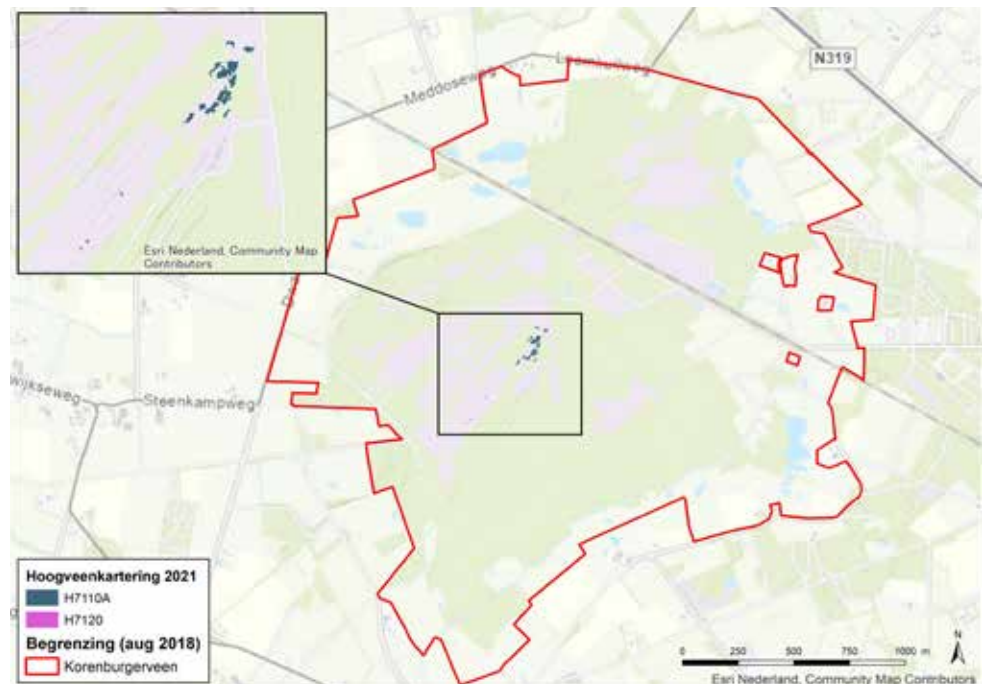 N319
Meddoseweg
Esri Nederland, Community Map
Contributors
wijkseweg
Steenkampweg
Hoogveenkartering 2021
H7110A
H7120
Begrenzing (aug 2018)
Korenburgerveen
N
0 250 500 750 1000 m
Esri Nederland, Community Map Contributors